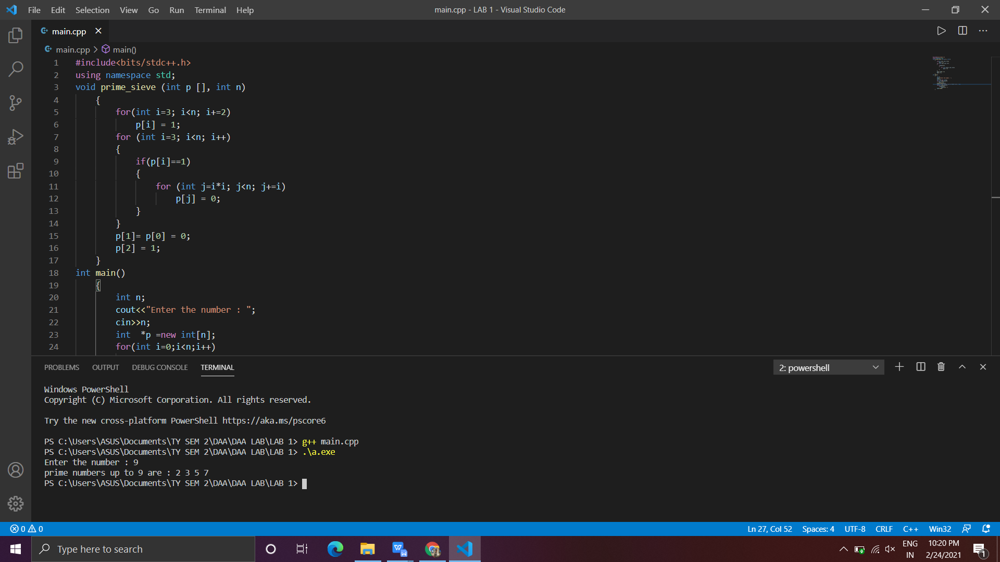 File Edit Selection View Go Run Terminal Help
main.cpp - LAB 1 - Visual Studio Code
main.cpp
main.cpp > main()
1 #include<bits/stdc++.h>
2 using namespace std;
3 void prime_sieve (int p [], int n)
4 {
5 for(int i=3; i<n; i+=2)
6 p[i] = 1;
7 for (int i=3; i<n; i++)
8 {
9 if(p[i]==1)
10 {
11 for (int j=i*i; j<n; j+=i)
12 p[j] = 0;
13 }
14 }
15 p[1]= p[0] = 0;
16 p[2] = 1;
17 }
18 int main()
19 {
20 int n;
21 cout<<"Enter the number : ";
22 cin>>n;
23 int  *p =new int[n];
24 for(int i=0;i<n;i++)
PROBLEMS OUTPUT DEBUG CONSOLE TERMINAL
2: powershell
Windows PowerShell
Copyright (C) Microsoft Corporation. All rights reserved.
Try the new cross-platform PowerShell https://aka.ms/pscore6
PS C:\Users\ASUS\Documents\TY SEM 2\DAA\DAA LAB\LAB 1> g++ main.cpp
PS C:\Users\ASUS\Documents\TY SEM 2\DAA\DAA LAB\LAB 1> .\a.exe
Enter the number : 9
prime numbers up to 9 are : 2 3 5 7
PS C:\Users\ASUS\Documents\TY SEM 2\DAA\DAA LAB\LAB 1>
0 0
Ln 27, Col 52 Spaces: 4 UTF-8 CRLF C++ Win32
Type here to search
ENG
IN
10:20 PM
2/24/2021
1